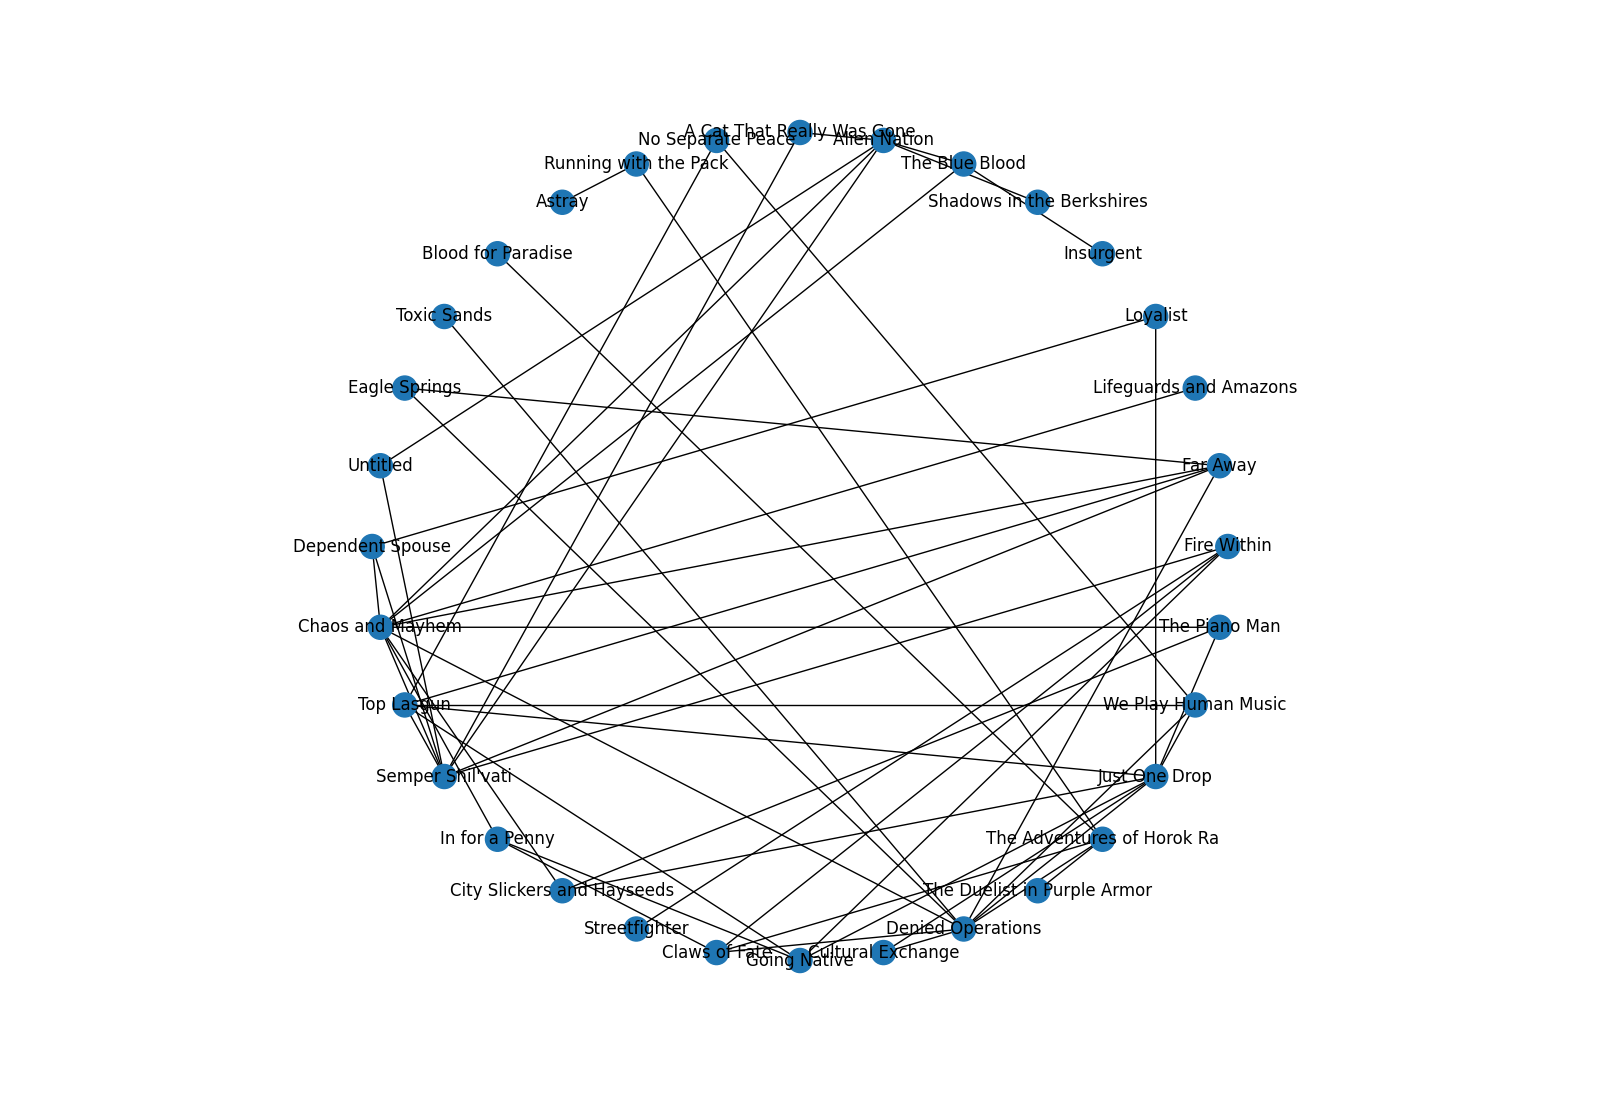 A Cat That Really Was Gone
No Separate Peace
Alien Nation
Running with the Pack
The Blue Blood
Astray
Shadows in the Berkshires
Blood for Paradise
Insurgent
Toxic Sands
Loyalist
Eagle Springs
Lifeguards and Amazons
Untitled
Far Away
Dependent Spouse
Fire Within
Chaos and Mayhem
The Piano Man
Top Lasgun
We Play Human Music
Semper Shil'vati
Just One Drop
In for a Penny
The Adventures of Horok Ra
City Slickers and Hayseeds
The Duelist in Purple Armor
Streetfighter
Denied Operations
Claws of Fate
Cultural Exchange
Going Native